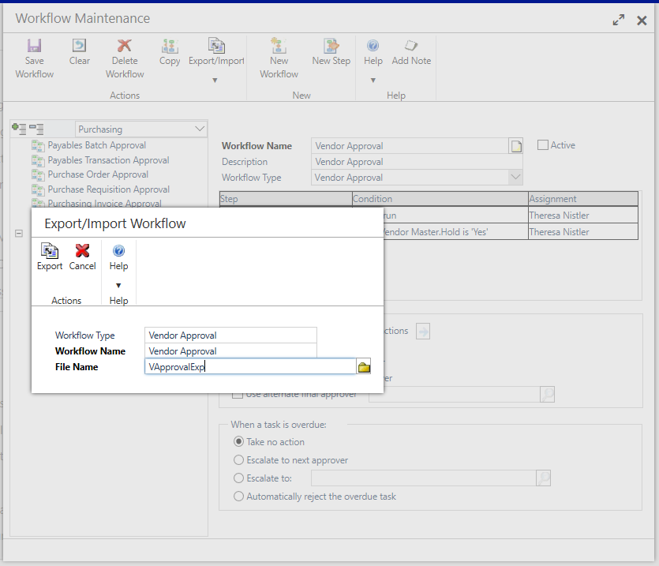 Workflow Maintenance
Save Workflow
Clear
Delete Workflow
Copy
Export/Import
New Workflow
New Step
Help
Add Note
Actions
New
Help
Purchasing
Payables Batch Approval
Payables Transaction Approval
Purchase Order Approval
Purchase Requisition Approval
Purchasing Invoice Approval
Workflow Name Vendor Approval
Active
Description Vendor Approval
Workflow Type Vendor Approval
Step Condition Assignment
run Theresa Nistler
Vendor Master.Hold is 'Yes' Theresa Nistler
Export/Import Workflow
Export
Cancel
Help
Actions
Help
Workflow Type Vendor Approval
Workflow Name Vendor Approval
File Name VApprovalExp
ctions
er
Use alternate final approver
When a task is overdue:
Take no action
Escalate to next approver
Escalate to:
Automatically reject the overdue task